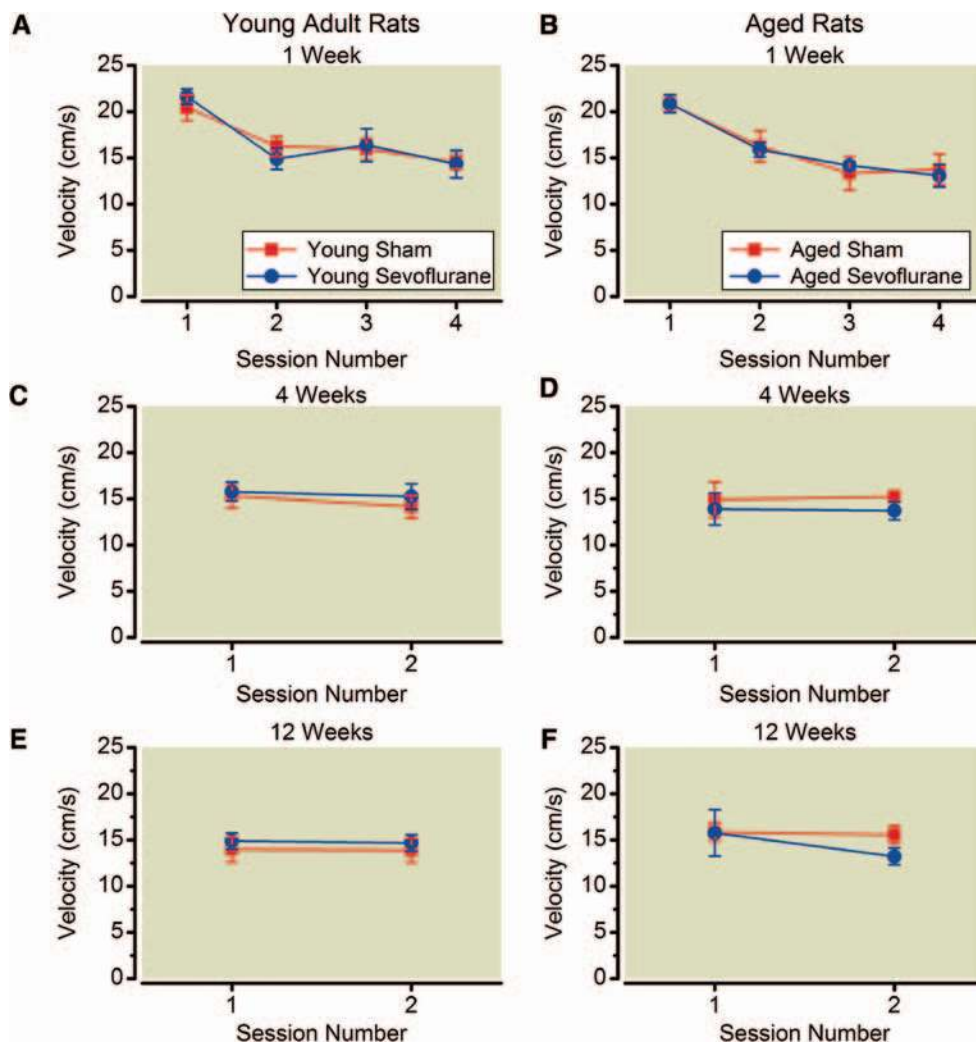 A Young Adult Rats
1 Week
25
20
15
10
5
0
Velocity (cm/s)
Young Sham
Young Sevoflurane
1 2 3 4
Session Number
B Aged Rats
1 Week
25
20
15
10
5
0
Velocity (cm/s)
Aged Sham
Aged Sevoflurane
1 2 3 4
Session Number
C 4 Weeks
25
20
15
10
5
0
Velocity (cm/s)
1 2
Session Number
D 4 Weeks
25
20
15
10
5
0
Velocity (cm/s)
1 2
Session Number
E 12 Weeks
25
20
15
10
5
0
Velocity (cm/s)
1 2
Session Number
F 12 Weeks
25
20
15
10
5
0
Velocity (cm/s)
1 2
Session Number